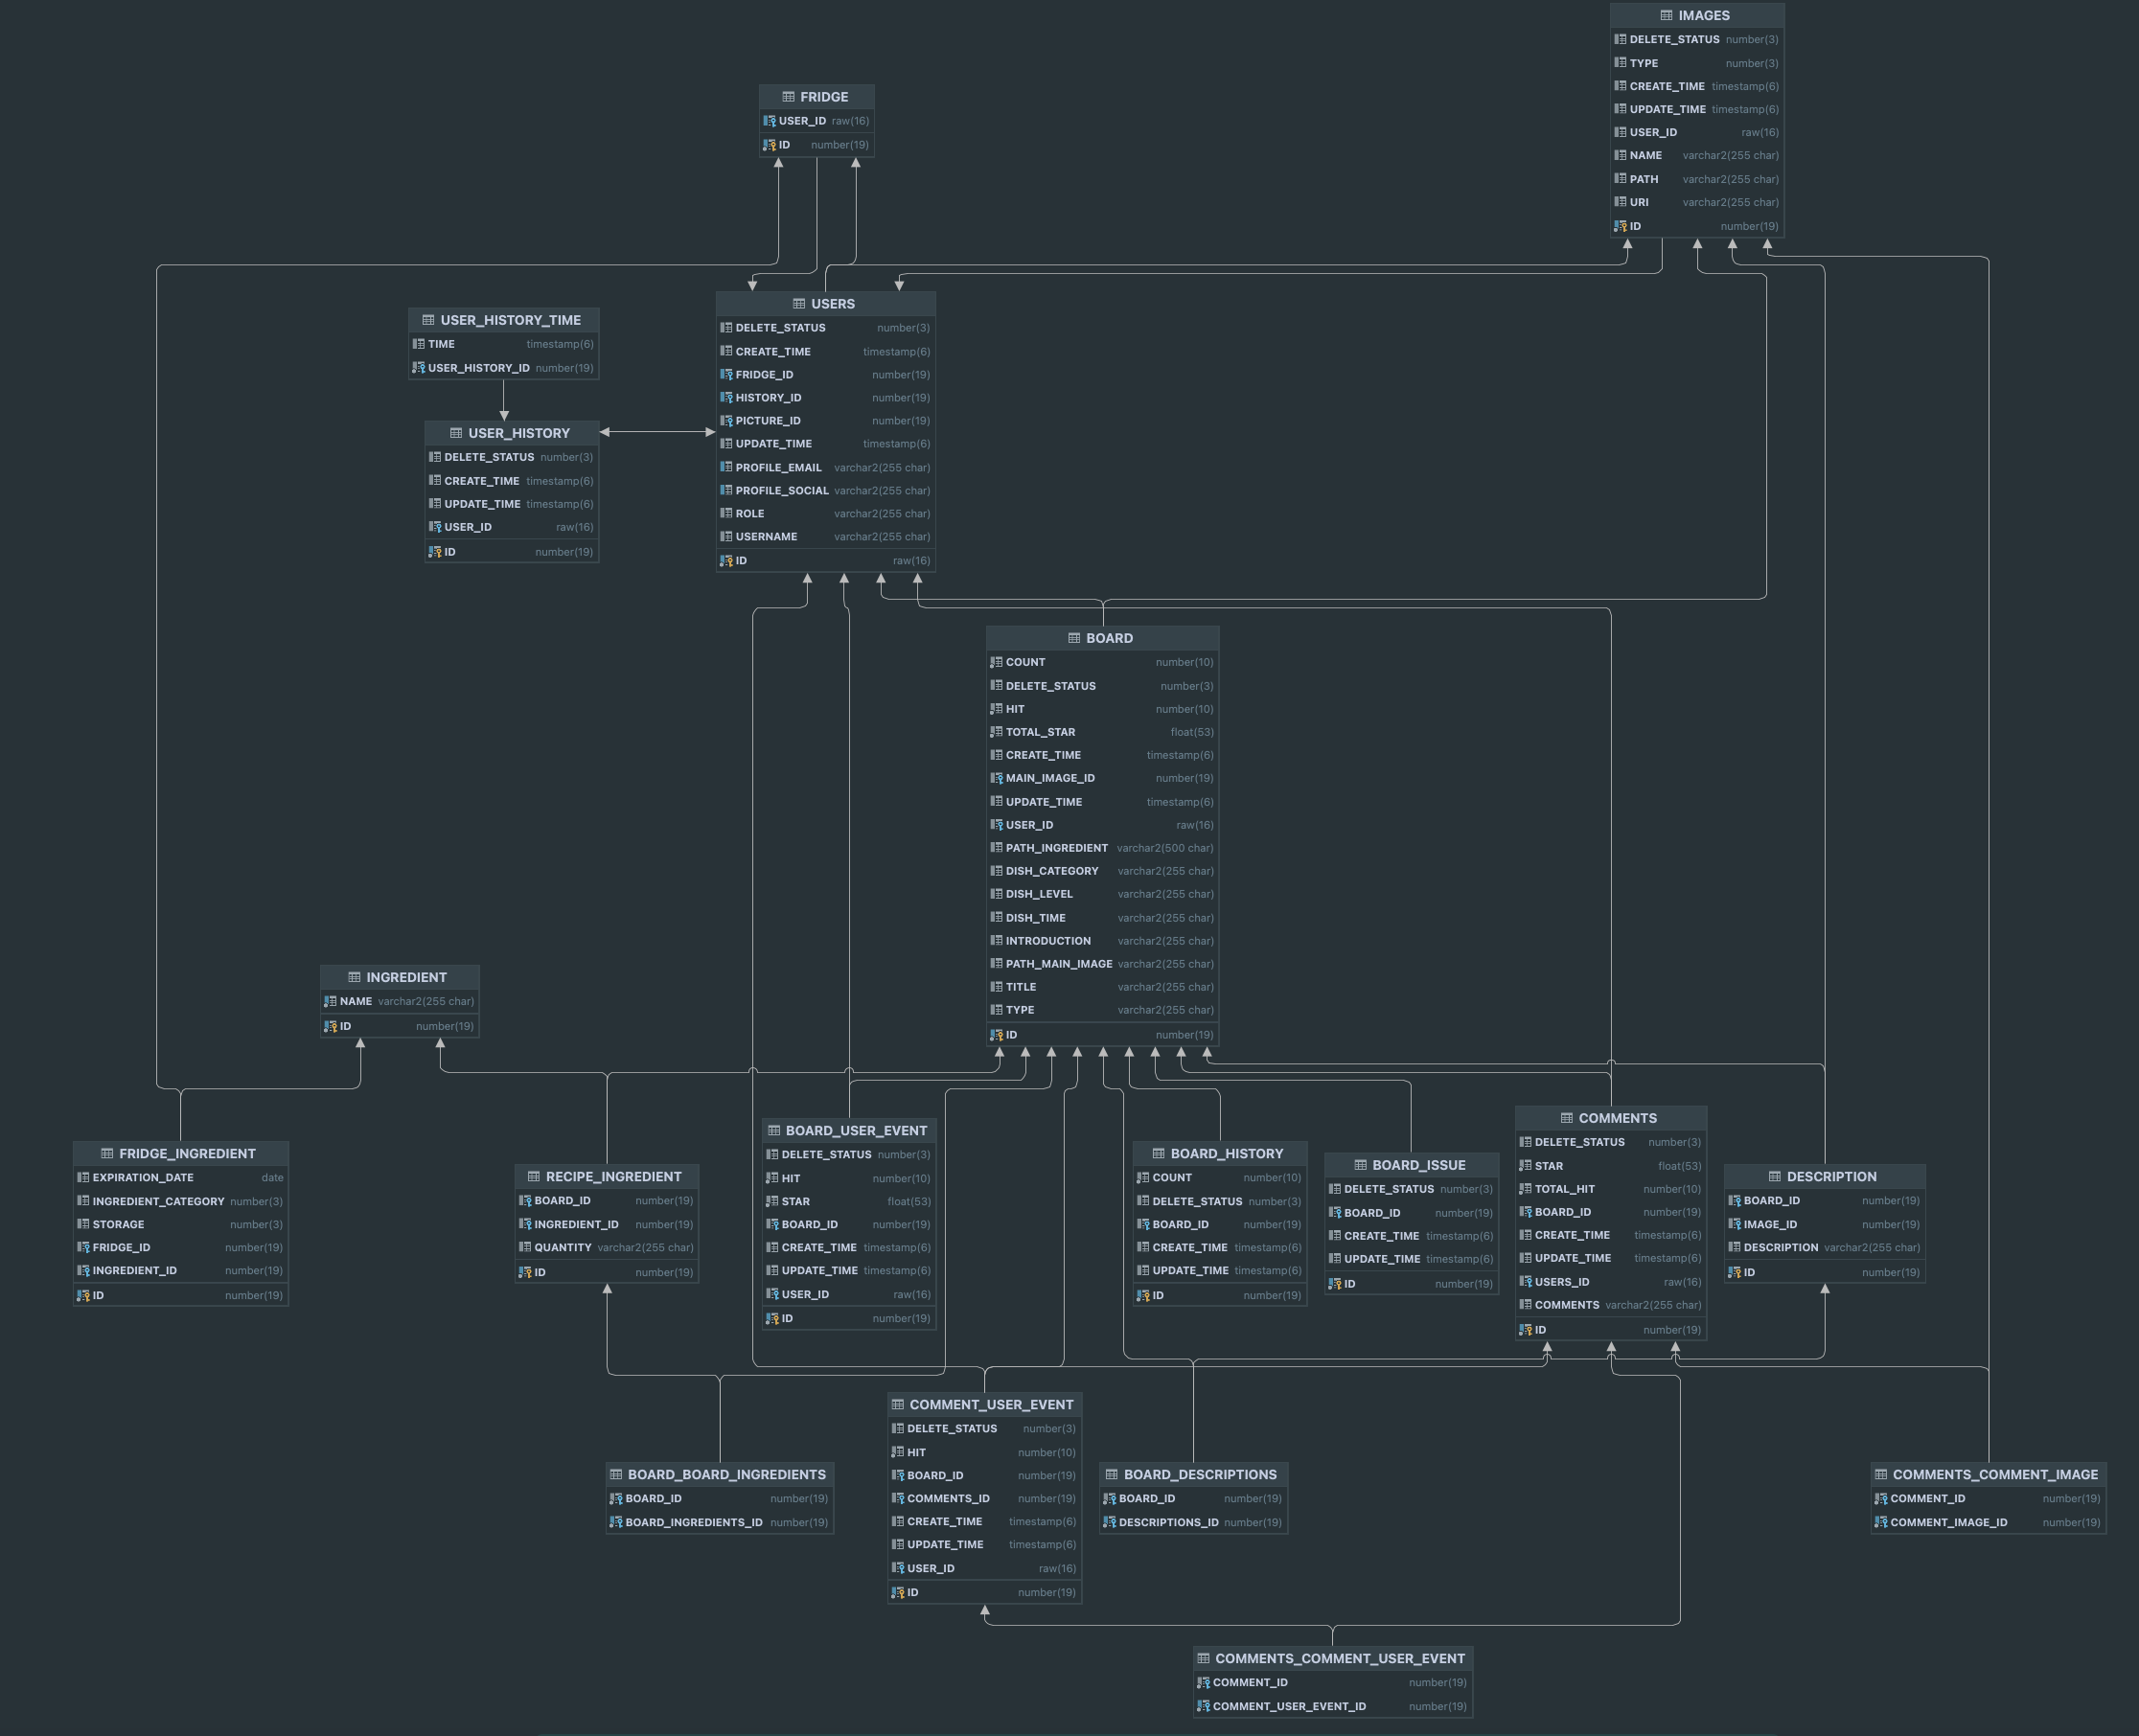 IMAGES
DELETE_STATUS number(3)
TYPE number(3)
CREATE_TIME timestamp(6)
UPDATE_TIME timestamp(6)
USER_ID raw(16)
NAME varchar2(255 char)
PATH varchar2(255 char)
URI varchar2(255 char)
ID number(19)
FRIDGE
USER_ID raw(16)
ID number(19)
USERS
DELETE_STATUS number(3)
CREATE_TIME timestamp(6)
FRIDGE_ID number(19)
HISTORY_ID number(19)
PICTURE_ID number(19)
UPDATE_TIME timestamp(6)
PROFILE_EMAIL varchar2(255 char)
PROFILE_SOCIAL varchar2(255 char)
ROLE varchar2(255 char)
USERNAME varchar2(255 char)
ID raw(16)
USER_HISTORY_TIME
TIME timestamp(6)
USER_HISTORY_ID number(19)
USER_HISTORY
DELETE_STATUS number(3)
CREATE_TIME timestamp(6)
UPDATE_TIME timestamp(6)
USER_ID raw(16)
ID number(19)
BOARD
COUNT number(10)
DELETE_STATUS number(3)
HIT number(10)
TOTAL_STAR float(53)
CREATE_TIME timestamp(6)
MAIN_IMAGE_ID number(19)
UPDATE_TIME timestamp(6)
USER_ID raw(16)
PATH_INGREDIENT varchar2(500 char)
DISH_CATEGORY varchar2(255 char)
DISH_LEVEL varchar2(255 char)
DISH_TIME varchar2(255 char)
INTRODUCTION varchar2(255 char)
PATH_MAIN_IMAGE varchar2(255 char)
TITLE varchar2(255 char)
TYPE varchar2(255 char)
ID number(19)
INGREDIENT
NAME varchar2(255 char)
ID number(19)
FRIDGE_INGREDIENT
EXPIRATION_DATE date
INGREDIENT_CATEGORY number(3)
STORAGE number(3)
FRIDGE_ID number(19)
INGREDIENT_ID number(19)
ID number(19)
RECIPE_INGREDIENT
BOARD_ID number(19)
INGREDIENT_ID number(19)
QUANTITY varchar2(255 char)
ID number(19)
BOARD_USER_EVENT
DELETE_STATUS number(3)
HIT number(10)
STAR float(53)
BOARD_ID number(19)
CREATE_TIME timestamp(6)
UPDATE_TIME timestamp(6)
USER_ID raw(16)
ID number(19)
BOARD_HISTORY
COUNT number(10)
DELETE_STATUS number(3)
BOARD_ID number(19)
CREATE_TIME timestamp(6)
UPDATE_TIME timestamp(6)
ID number(19)
BOARD_ISSUE
DELETE_STATUS number(3)
BOARD_ID number(19)
CREATE_TIME timestamp(6)
UPDATE_TIME timestamp(6)
ID number(19)
COMMENTS
DELETE_STATUS number(3)
STAR float(53)
TOTAL_HIT number(10)
BOARD_ID number(19)
CREATE_TIME timestamp(6)
UPDATE_TIME timestamp(6)
USERS_ID raw(16)
COMMENTS varchar2(255 char)
ID number(19)
DESCRIPTION
BOARD_ID number(19)
IMAGE_ID number(19)
DESCRIPTION varchar2(255 char)
ID number(19)
BOARD_BOARD_INGREDIENTS
BOARD_ID number(19)
BOARD_INGREDIENTS_ID number(19)
COMMENT_USER_EVENT
DELETE_STATUS number(3)
HIT number(10)
BOARD_ID number(19)
COMMENTS_ID number(19)
CREATE_TIME timestamp(6)
UPDATE_TIME timestamp(6)
USER_ID raw(16)
ID number(19)
BOARD_DESCRIPTIONS
BOARD_ID number(19)
DESCRIPTIONS_ID number(19)
COMMENTS_COMMENT_IMAGE
COMMENT_ID number(19)
COMMENT_IMAGE_ID number(19)
COMMENTS_COMMENT_USER_EVENT
COMMENT_ID number(19)
COMMENT_USER_EVENT_ID number(19)